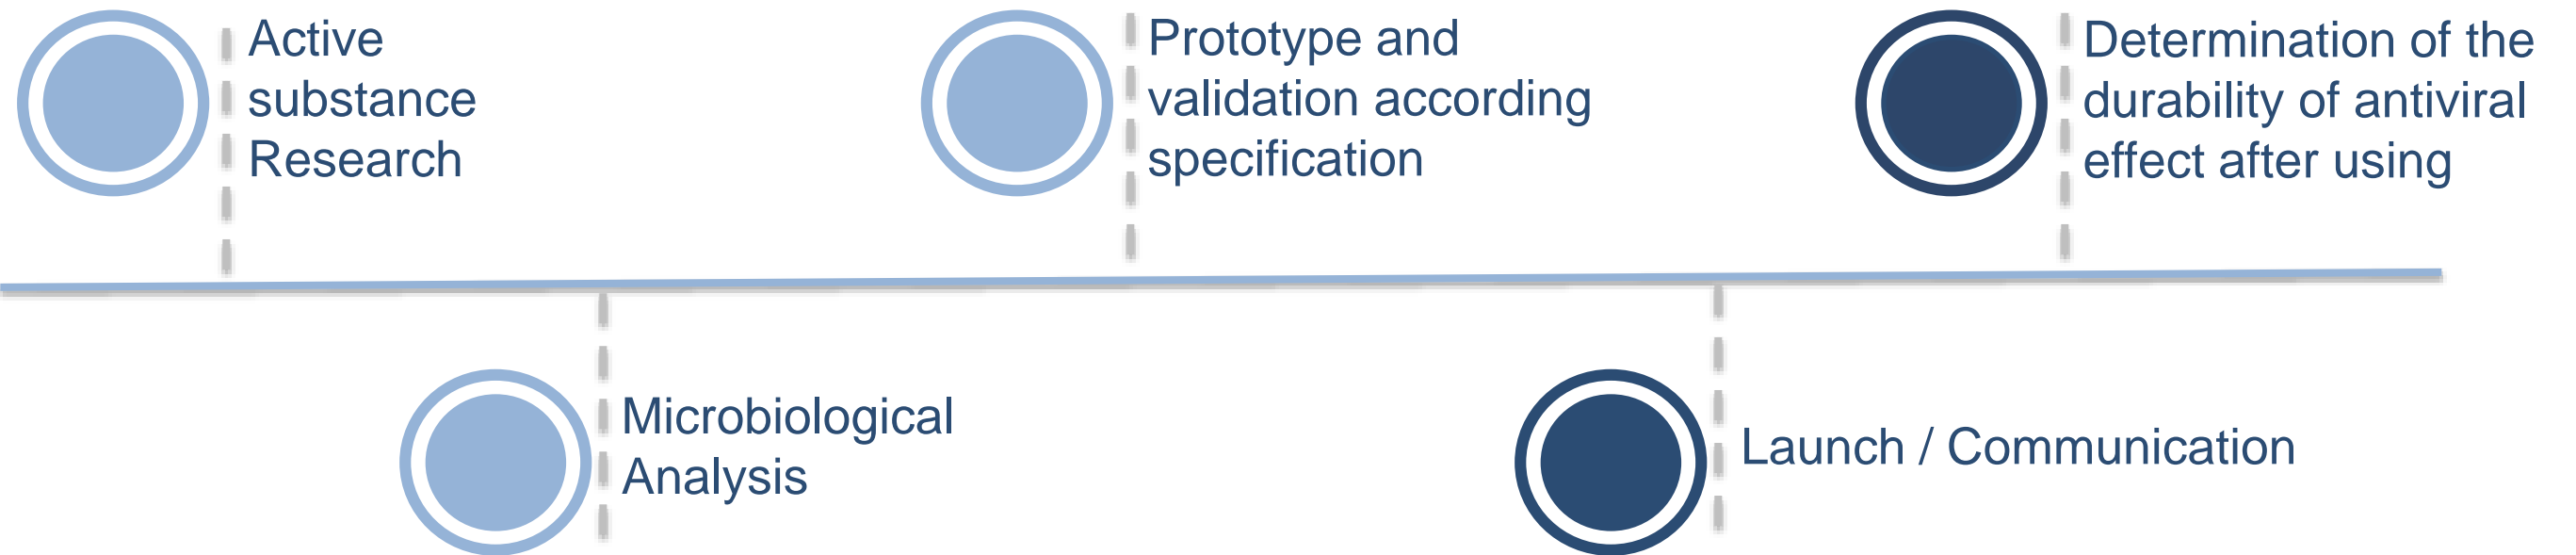 Active
substance
Research
Microbiological
Analysis
Prototype and
validation according
specification
Launch / Communication
Determination of the
durability of antiviral
effect after using